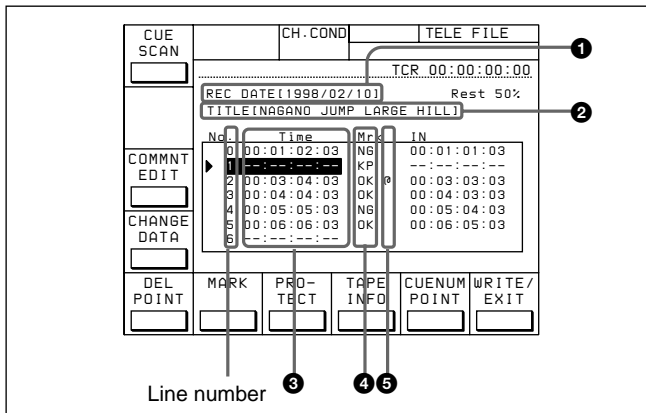 CUE SCAN
CH.COND
TELE FILE
❶
TCR 00:00:00:00
REC DATE[1998/02/10]
Rest 50%
❷
TITLE[NAGANO JUMP LARGE HILL]
No. Time Mrk IN
0 00:01:02:03 NG 00:01:01:03
1 --:--:--:-- KP --:--:--:--
2 00:03:04:03 OK @ 00:03:03:03
3 00:04:04:03 OK 00:04:03:03
4 00:05:05:03 NG 00:05:04:03
5 00:06:06:03 OK 00:06:05:03
6 --:--:--:--
COMMNT EDIT
CHANGE DATA
DEL POINT
MARK
PRO-TECT
TAPE INFO
CUENUM POINT
WRITE/EXIT
Line number
❸
❹
❺